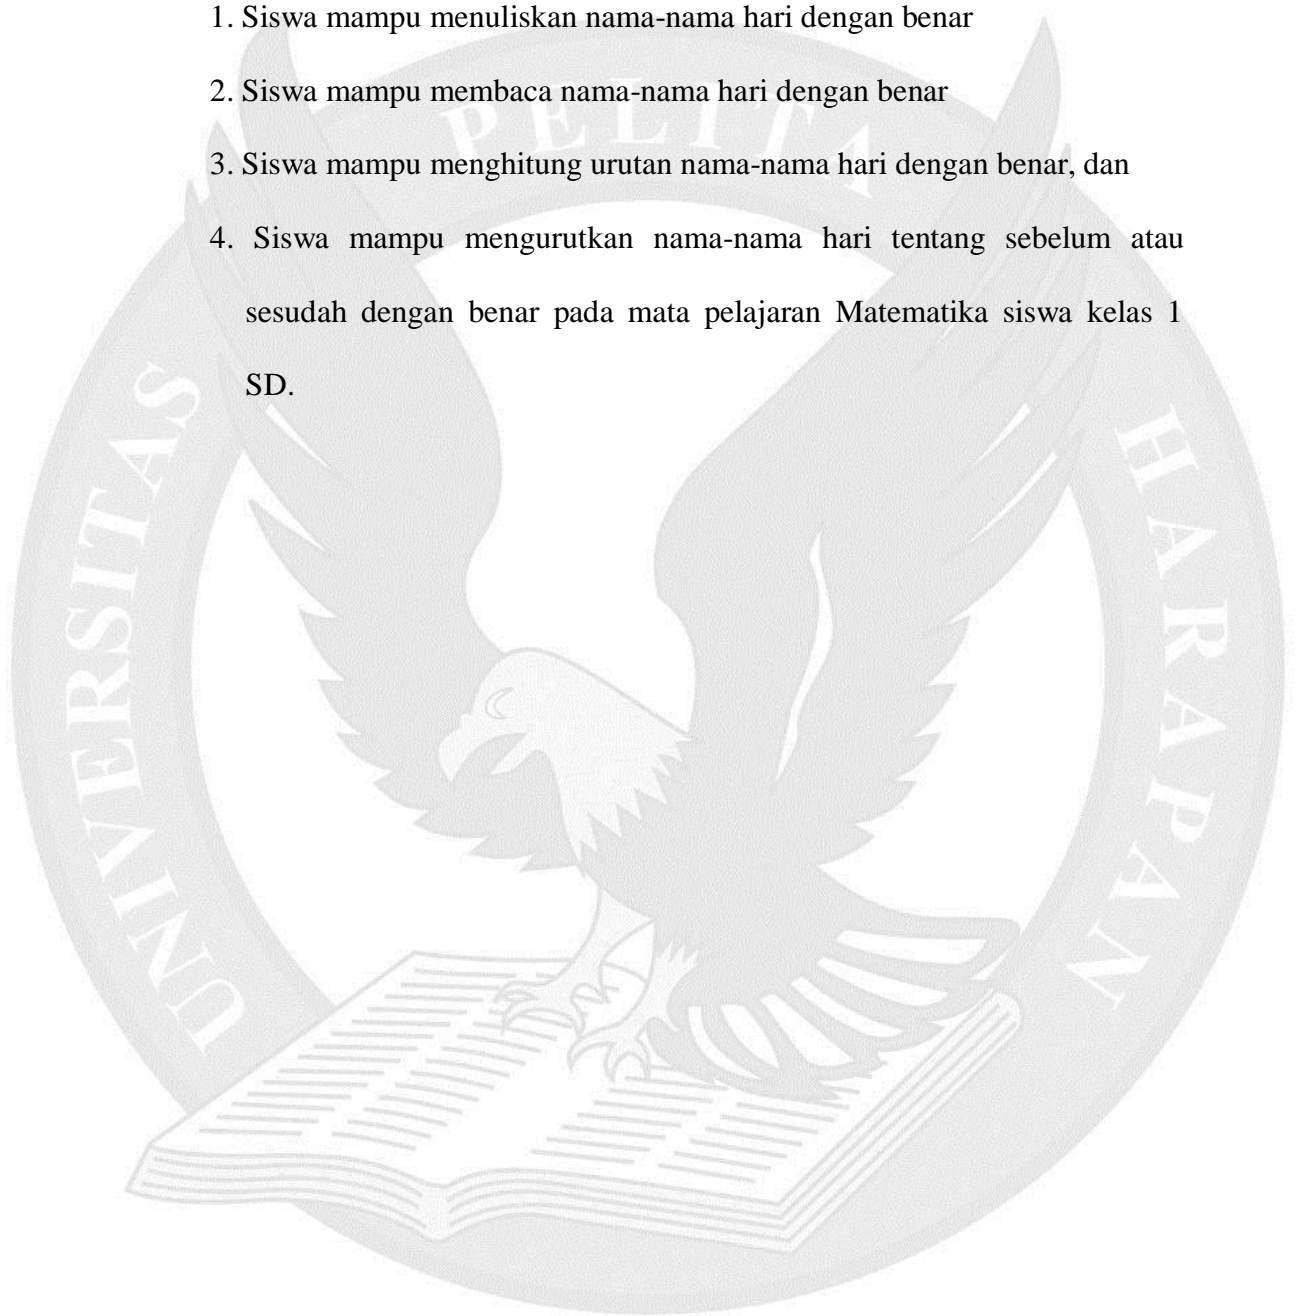 1. Siswa mampu menuliskan nama-nama hari dengan benar
2. Siswa mampu membaca nama-nama hari dengan benar
3. Siswa mampu menghitung urutan nama-nama hari dengan benar, dan
4. Siswa mampu mengurutkan nama-nama hari tentang sebelum atau
sesudah dengan benar pada mata pelajaran Matematika siswa kelas 1
SD.
UNIVERSITAS PELITA HARAPAN